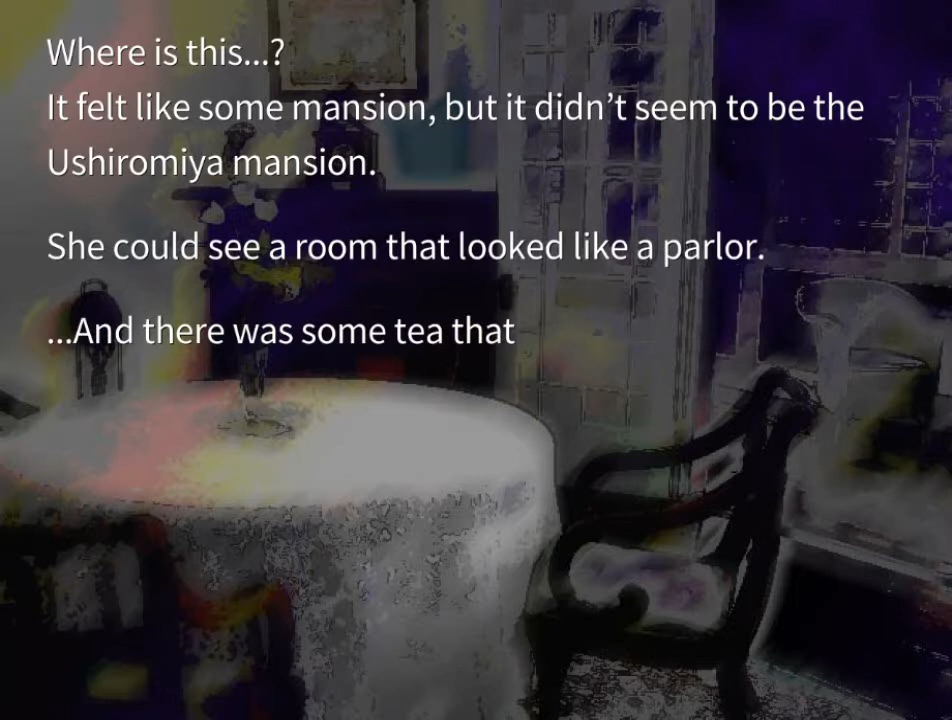 Where is this...?
It felt like some mansion, but it didn’t seem to be the
Ushiromiya mansion.
She could see a room that looked like a parlor.
...And there was some tea that